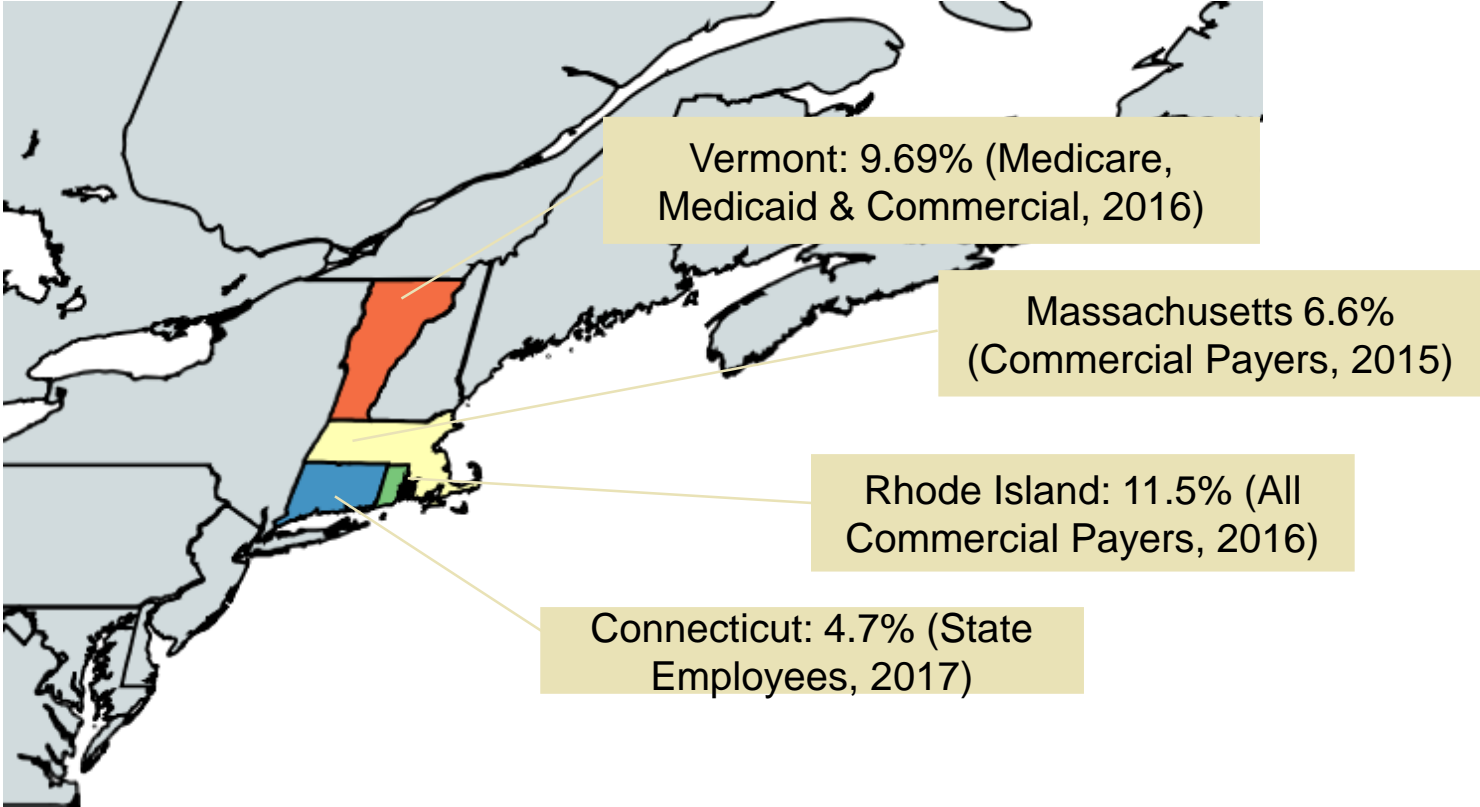 Vermont: 9.69% (Medicare,
Medicaid & Commercial, 2016)
Massachusetts 6.6%
(Commercial Payers, 2015)
Rhode Island: 11.5% (All
Commercial Payers, 2016)
Connecticut: 4.7% (State
Employees, 2017)